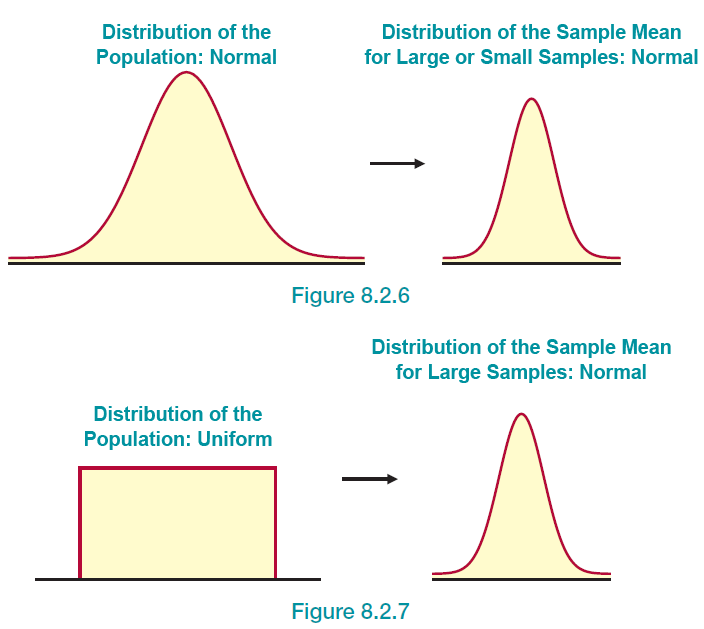 Distribution of the
Population: Normal
Distribution of the Sample Mean
for Large or Small Samples: Normal
Figure 8.2.6
Distribution of the Sample Mean
for Large Samples: Normal
Distribution of the
Population: Uniform
Figure 8.2.7